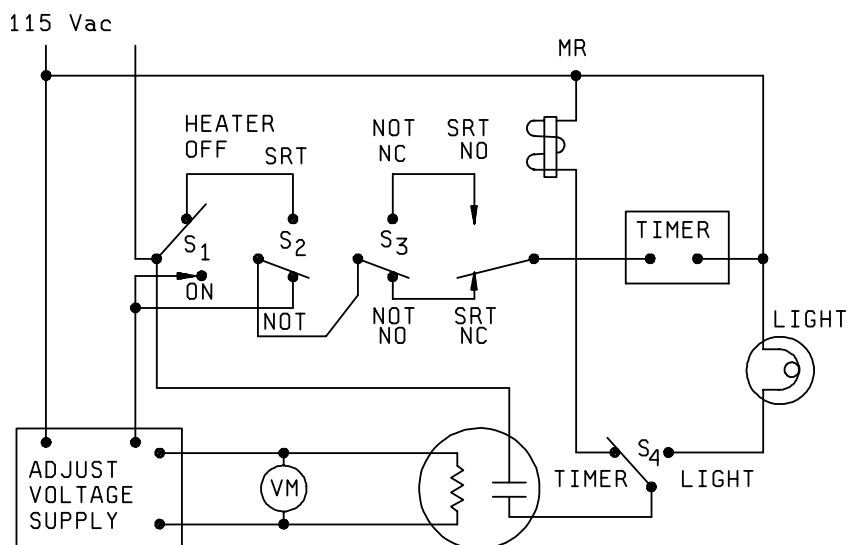 115 Vac
MR
HEATER
OFF
SRT
NOT
NC
SRT
NO
S1
S2
S3
TIMER
ON
NOT
NOT
NO
SRT
NC
LIGHT
ADJUST
VOLTAGE
SUPPLY
VM
TIMER
S4
LIGHT